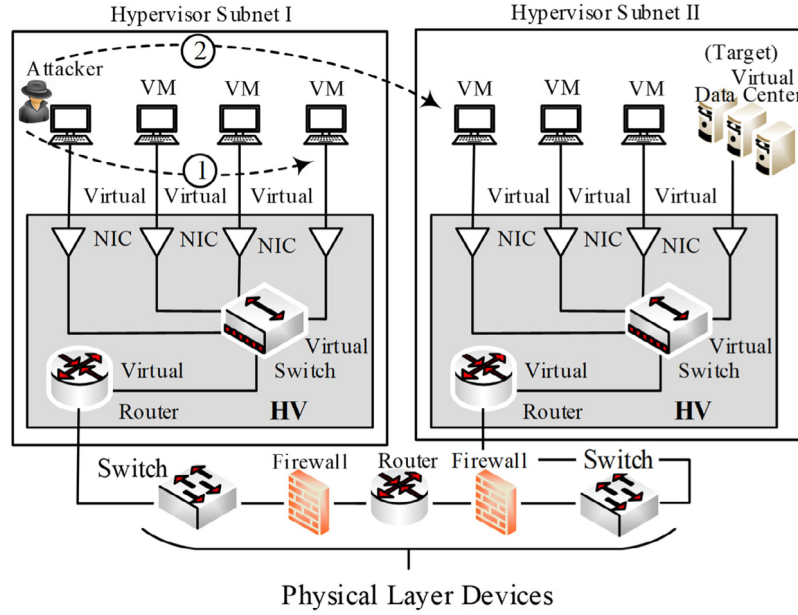 Hypervisor Subnet I
Hypervisor Subnet II
2
Attacker
VM
VM
VM
VM
VM
VM
(Target)
Virtual
Data Center
1
Virtual
Virtual
Virtual
Virtual
Virtual
Virtual
NIC
NIC
NIC
NIC
NIC
NIC
Virtual
Switch
Virtual
Router
HV
Virtual
Switch
Virtual
Router
HV
Switch
Firewall
Router
Firewall
Switch
Physical Layer Devices